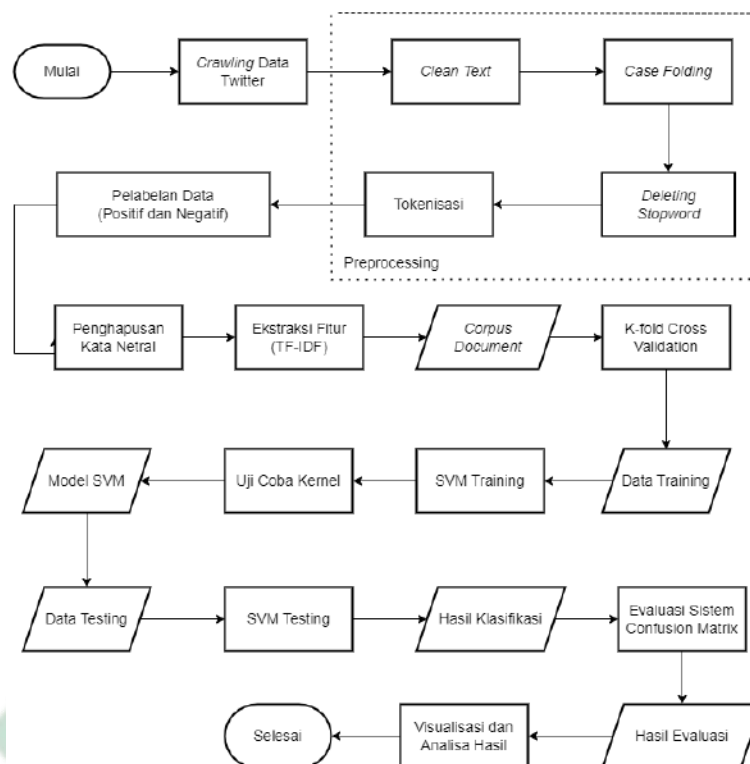 Mulai
Crawling Data
Twitter
Clean Text
Case Folding
Pelabelan Data
(Positif dan Negatif)
Tokenisasi
Deleting
Stopword
Preprocessing
Penghapusan
Kata Netral
Ekstraksi Fitur
(TF-IDF)
Corpus
Document
K-fold Cross
Validation
Model SVM
Uji Coba Kernel
SVM Training
Data Training
Data Testing
SVM Testing
Hasil Klasifikasi
Evaluasi Sistem
Confusion Matrix
Selesai
Visualisasi dan
Analisa Hasil
Hasil Evaluasi